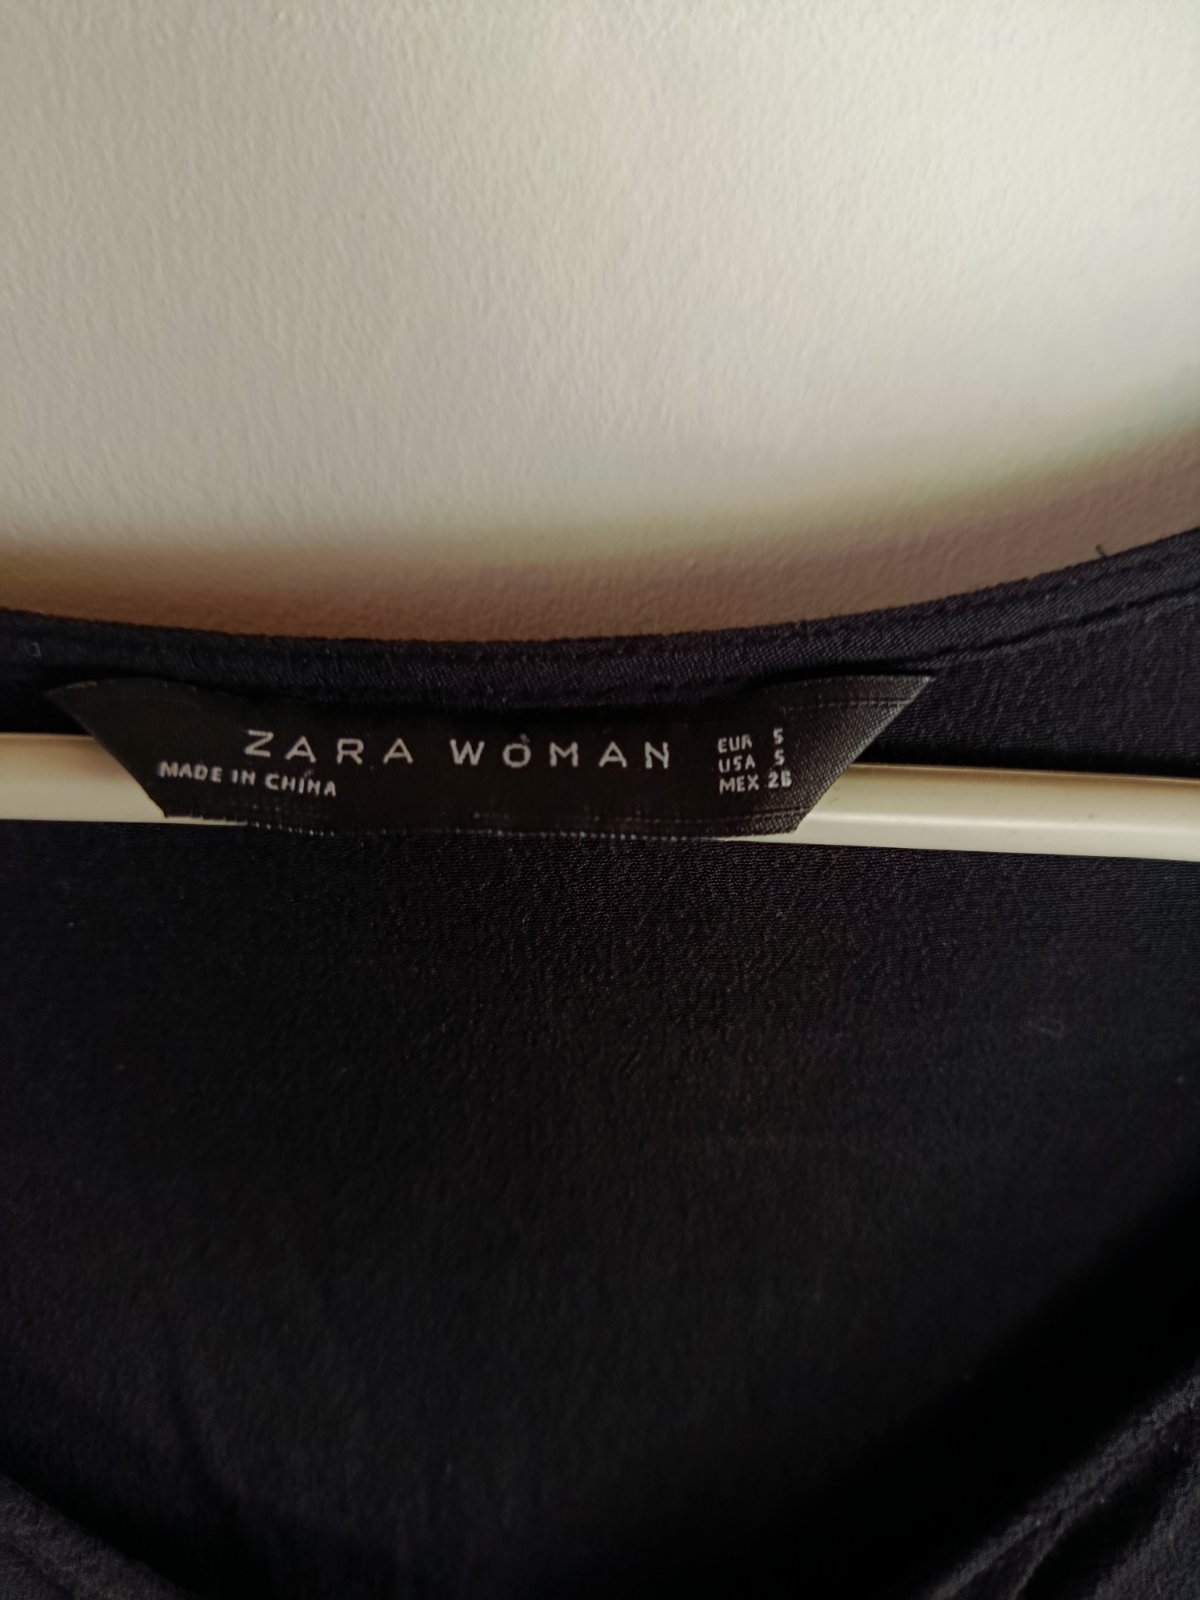 ZARA WOMAN
MADE IN CHINA
EUR S
USA S
MEX 26